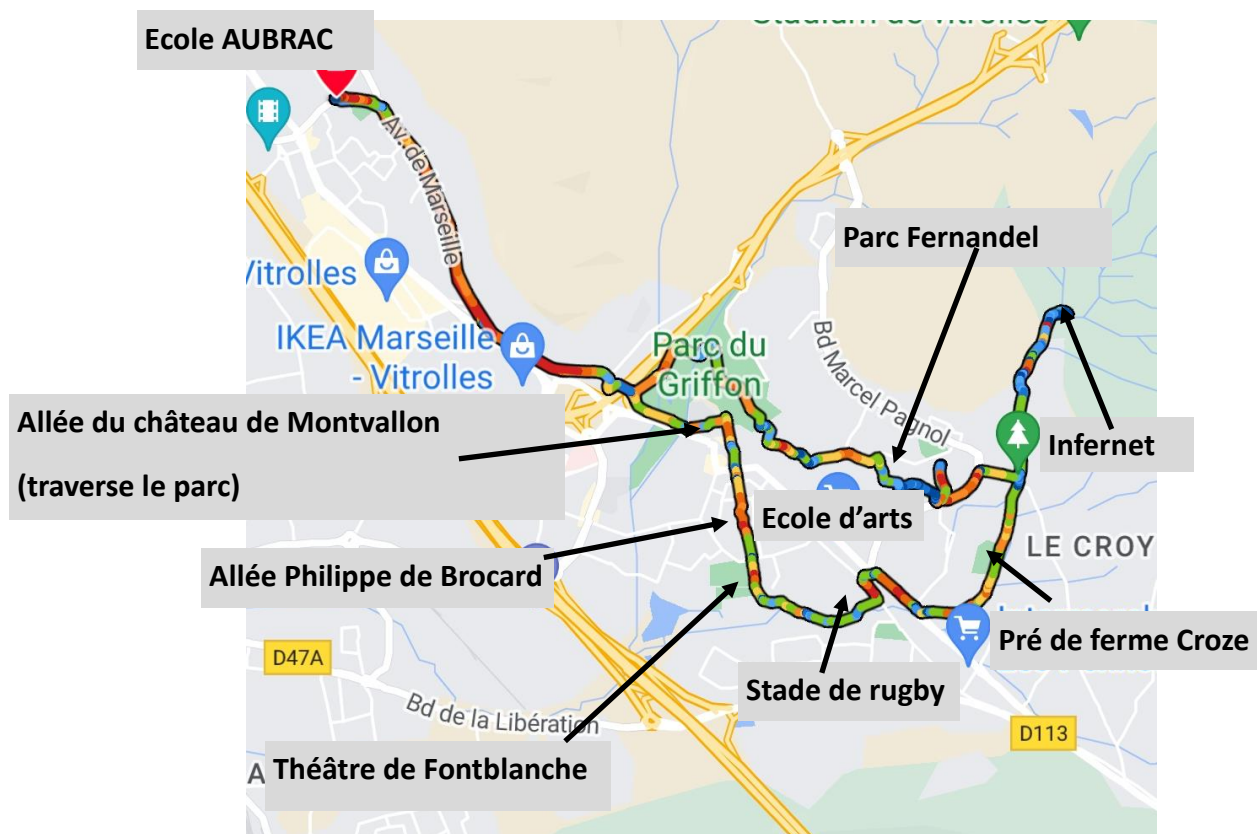 Stadium de Vitrolles
Ecole AUBRAC
Av. de Marseille
Parc Fernandel
Vitrolles
IKEA Marseille
- Vitrolles
Parc du
Griffon
Bd Marcel Pagnol
Allée du château de Montvallon
(traverse le parc)
Infernet
Ecole d’arts
LE CROY
Allée Philippe de Brocard
Pré de ferme Croze
D47A
Stade de rugby
Bd de la Libération
D113
Théâtre de Fontblanche
A